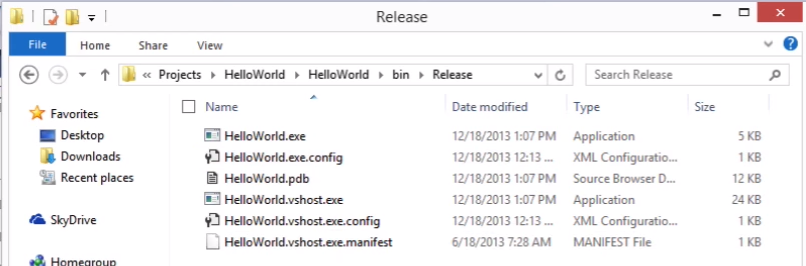 Release
File Home Share View
« Projects HelloWorld HelloWorld bin Release Search Release
Favorites
Desktop
Downloads
Recent places
SkyDrive
Homegroup
Name Date modified Type Size
HelloWorld.exe 12/18/2013 1:07 PM Application 5 KB
HelloWorld.exe.config 12/18/2013 12:13 ... XML Configuratio... 1 KB
HelloWorld.pdb 12/18/2013 1:07 PM Source Browser D... 12 KB
HelloWorld.vshost.exe 12/18/2013 1:07 PM Application 24 KB
HelloWorld.vshost.exe.config 12/18/2013 12:13 ... XML Configuratio... 1 KB
HelloWorld.vshost.exe.manifest 6/18/2013 7:28 AM MANIFEST File 1 KB